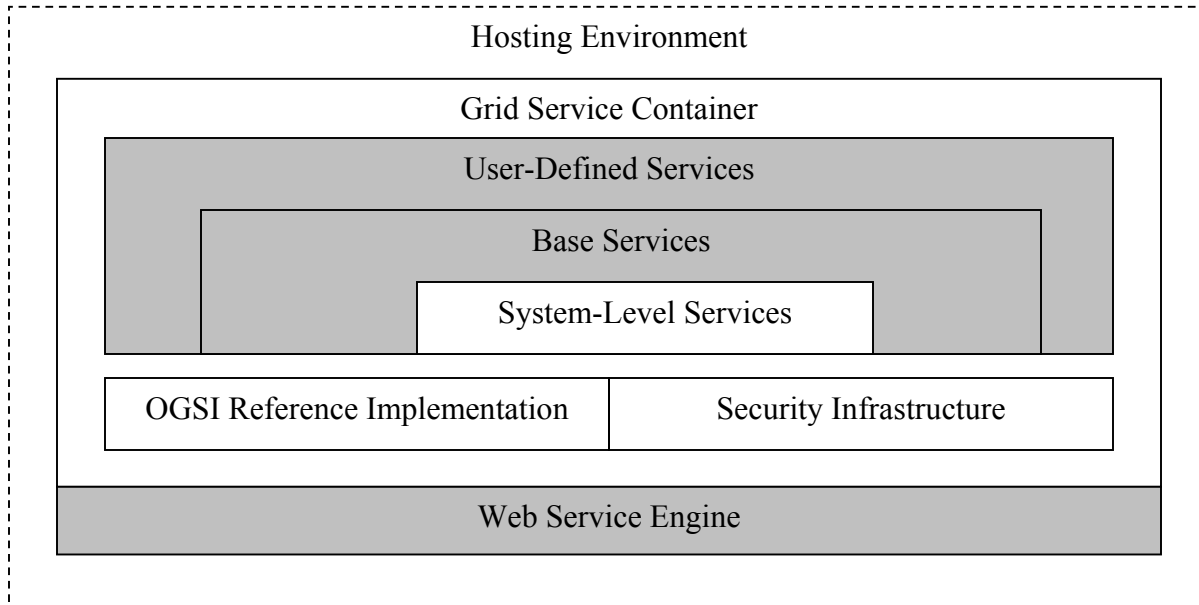 Hosting Environment
Grid Service Container
User-Defined Services
Base Services
System-Level Services
OGSI Reference Implementation
Security Infrastructure
Web Service Engine